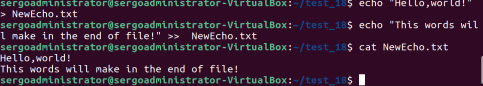 sergoadministrator@sergoadministrator-VirtualBox:~/test_18$ echo "Hello,world!"
> NewEcho.txt
sergoadministrator@sergoadministrator-VirtualBox:~/test_18$ echo "This words wil
l make in the end of file!" >>  NewEcho.txt
sergoadministrator@sergoadministrator-VirtualBox:~/test_18$ cat NewEcho.txt
Hello,world!
This words will make in the end of file!
sergoadministrator@sergoadministrator-VirtualBox:~/test_18$